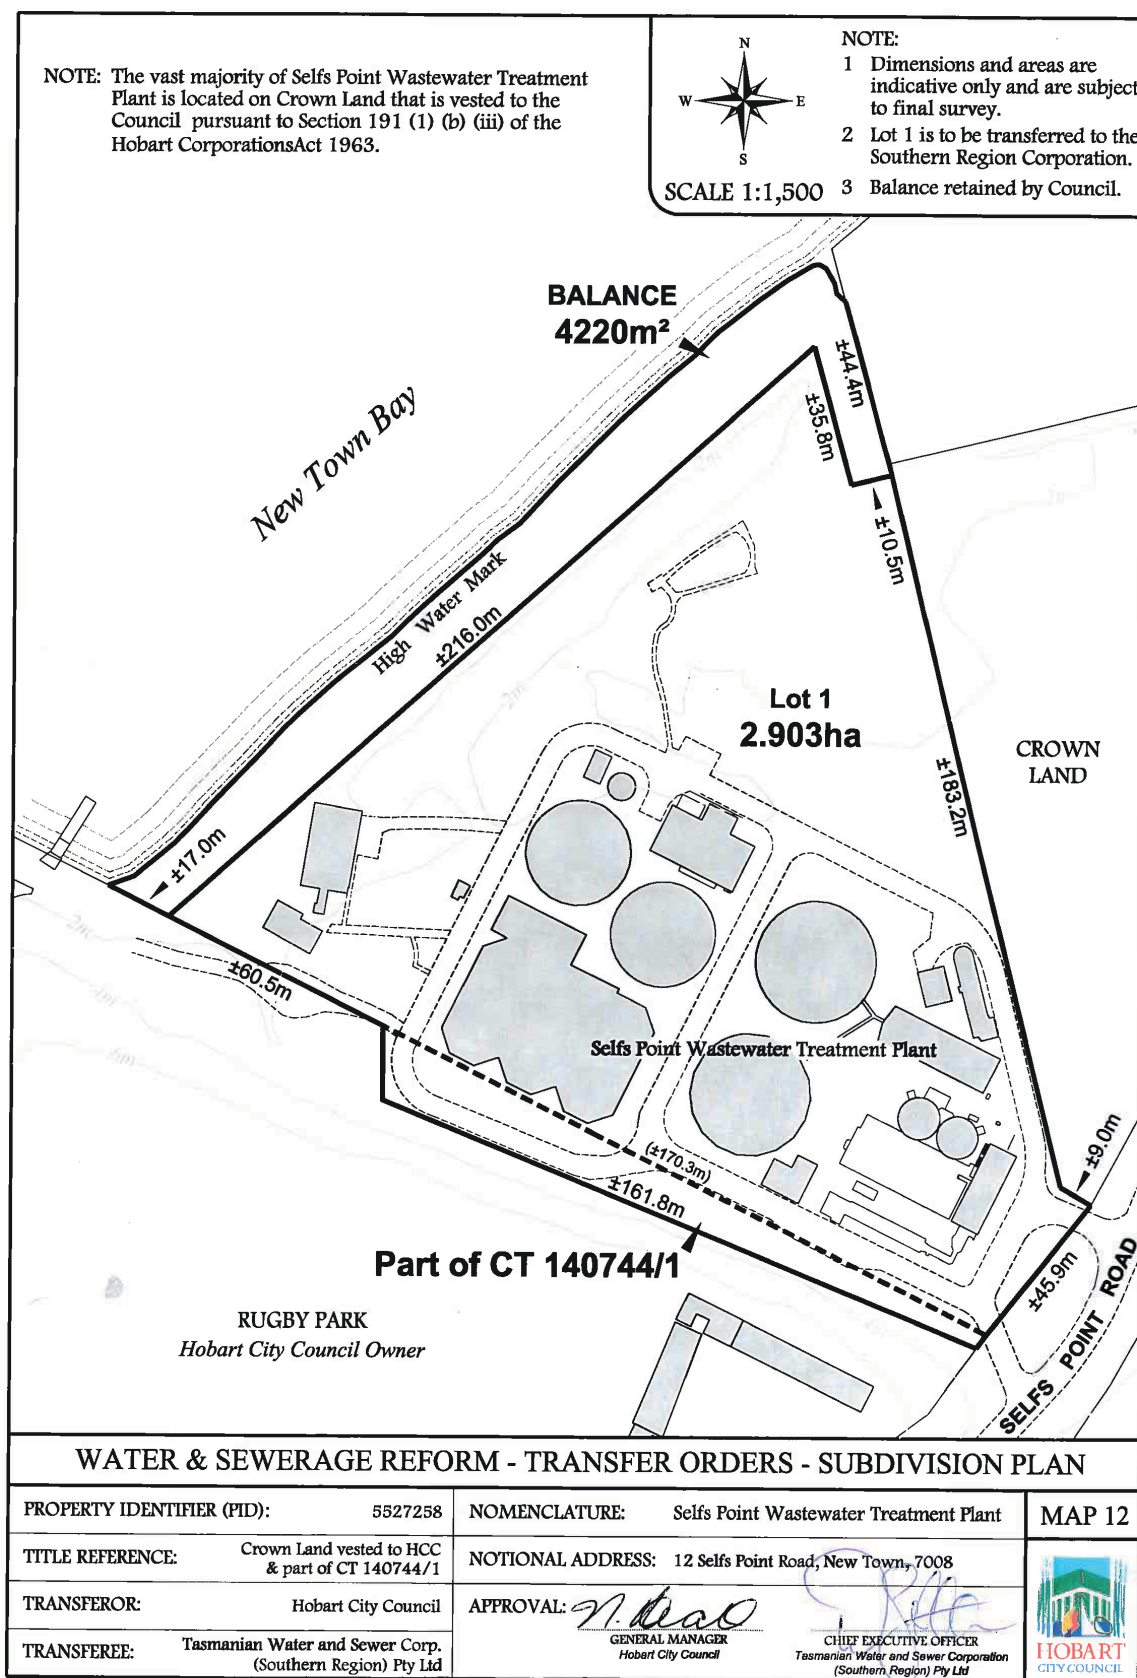 NOTE: The vast majority of Selfs Point Wastewater Treatment
Plant is located on Crown Land that is vested to the
Council pursuant to Section 191 (1) (b) (iii) of the
Hobart CorporationsAct 1963.
N
W
E
S
SCALE 1:1,500
NOTE:
1 Dimensions and areas are
indicative only and are subject
to final survey.
2 Lot 1 is to be transferred to the
Southern Region Corporation.
3 Balance retained by Council.
BALANCE
4220m²
±44.4m
±35.8m
New Town Bay
±10.5m
High Water Mark
±216.0m
2m
2m
Lot 1
2.903ha
CROWN
LAND
±183.2m
±17.0m
2m
±60.5m
Selfs Point Wastewater Treatment Plant
±9.0m
(±170.3m)
±161.8m
Part of CT 140744/1
±45.9m
SELFS POINT ROAD
RUGBY PARK
Hobart City Council Owner
WATER & SEWERAGE REFORM - TRANSFER ORDERS - SUBDIVISION PLAN
PROPERTY IDENTIFIER (PID): 5527258
NOMENCLATURE: Selfs Point Wastewater Treatment Plant
MAP 12
TITLE REFERENCE: Crown Land vested to HCC
& part of CT 140744/1
NOTIONAL ADDRESS: 12 Selfs Point Road, New Town, 7008
TRANSFEROR: Hobart City Council
APPROVAL:
GENERAL MANAGER
Hobart City Council
CHIEF EXECUTIVE OFFICER
Tasmanian Water and Sewer Corporation
(Southern Region) Pty Ltd
TRANSFEREE: Tasmanian Water and Sewer Corp.
(Southern Region) Pty Ltd
HOBART
CITY COUNCIL